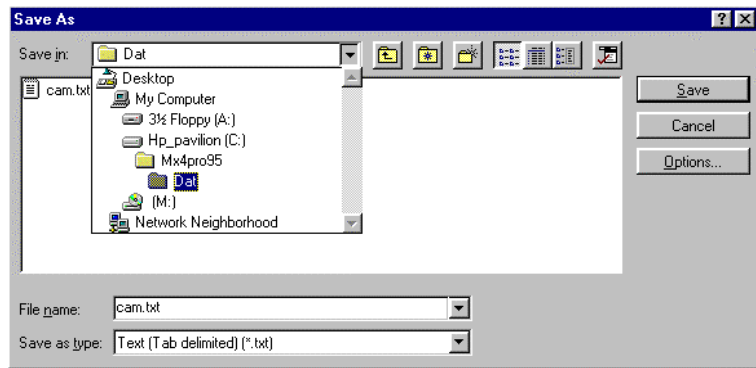 Save As
Save in: Dat
cam.txt
Desktop
My Computer
3½ Floppy (A:)
Hp_pavilion (C:)
Mx4pro95
Dat
(M:)
Network Neighborhood
Save
Cancel
Options...
File name: cam.txt
Save as type: Text (Tab delimited) (*.txt)